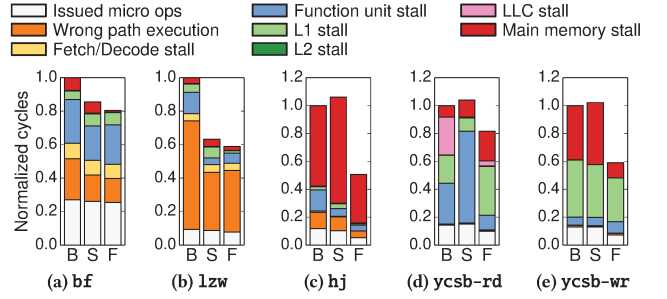 Issued micro ops
Wrong path execution
Fetch/Decode stall
Function unit stall
L1 stall
L2 stall
LLC stall
Main memory stall
Normalized cycles
1.0
0.8
0.6
0.4
0.2
0.0
B S F
(a) bf
1.0
0.8
0.6
0.4
0.2
0.0
B S F
(b) lzw
1.2
1.0
0.8
0.6
0.4
0.2
0.0
B S F
(c) hj
1.2
1.0
0.8
0.6
0.4
0.2
0.0
B S F
(d) ycsb-rd
1.2
1.0
0.8
0.6
0.4
0.2
0.0
B S F
(e) ycsb-wr